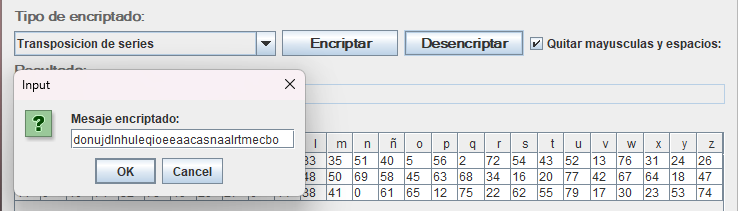 Tipo de encriptado:
Transposicion de series Encriptar Desencriptar Quitar mayusculas y espacios:
Input
Mesaje encriptado:
donujdlnhuleqioeeaacasnaalrtmecbo
OK Cancel
l m n ñ o p q r s t u v w x y z
33 35 51 40 5 56 2 72 54 43 52 13 76 31 24 26
48 50 69 58 45 63 68 34 16 20 77 42 67 64 18 47
38 41 0 61 65 12 75 22 62 55 79 17 30 23 53 74